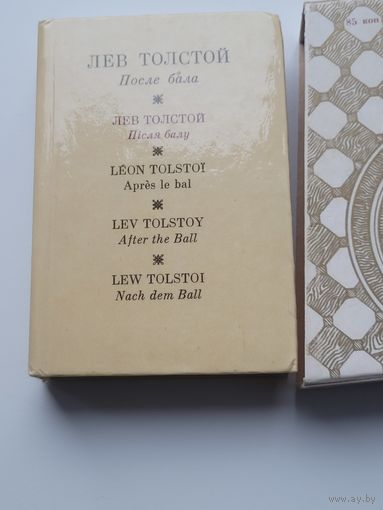 ЛЕВ ТОЛСТОЙ
После бала
ЛЕВ ТОЛСТОЙ
Після балу
LÉON TOLSTOÏ
Après le bal
LEV TOLSTOY
After the Ball
LEW TOLSTOI
Nach dem Ball
85 коп
ay.by